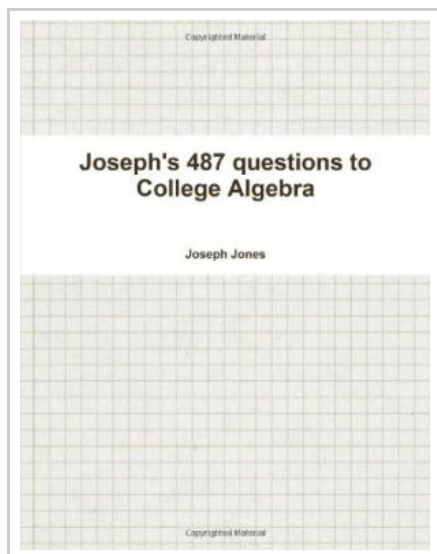 Copyrighted Material
Joseph's 487 questions to
College Algebra
Joseph Jones
Copyrighted Material